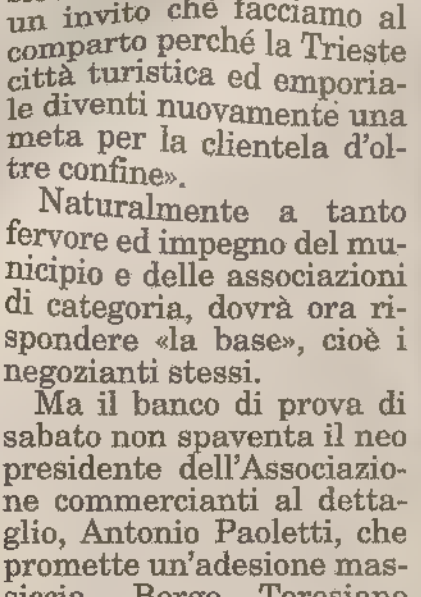 un invito che facciamo al
comparto perché la Trieste
città turistica ed emporia-
le diventi nuovamente una
meta per la clientela d'ol-
tre confine».
Naturalmente a tanto
fervore ed impegno del mu-
nicipio e delle associazioni
di categoria, dovrà ora ri-
spondere «la base», cioè i
negozianti stessi.
Ma il banco di prova di
sabato non spaventa il neo
presidente dell'Associazio-
ne commercianti al detta-
glio, Antonio Paoletti, che
promette un'adesione mas-
siccia. Borgo Teresiano